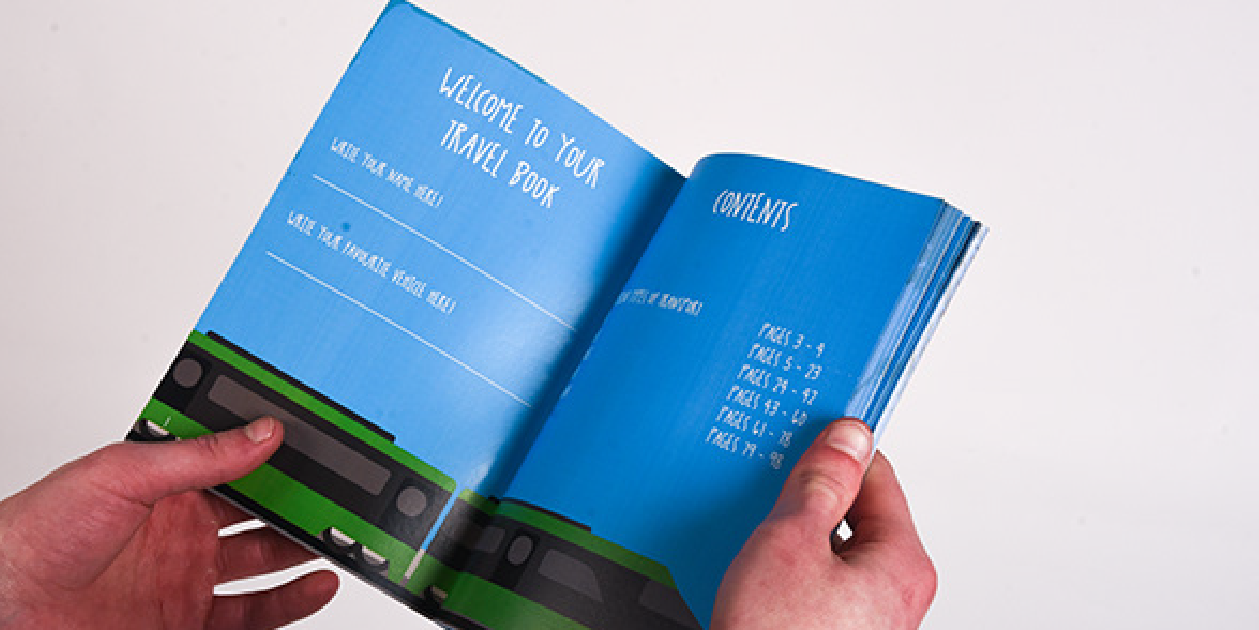 WELCOME TO YOUR
TRAVEL BOOK
WRITE YOUR NAME HERE!
WRITE YOUR FAVOURITE VEHICLE HERE!
CONTENTS
TYPES OF TRANSPORT
PAGES 3 - 4
PAGES 5 - 23
PAGES 24 - 42
PAGES 43 - 60
PAGES 61 - 78
PAGES 79 - 98